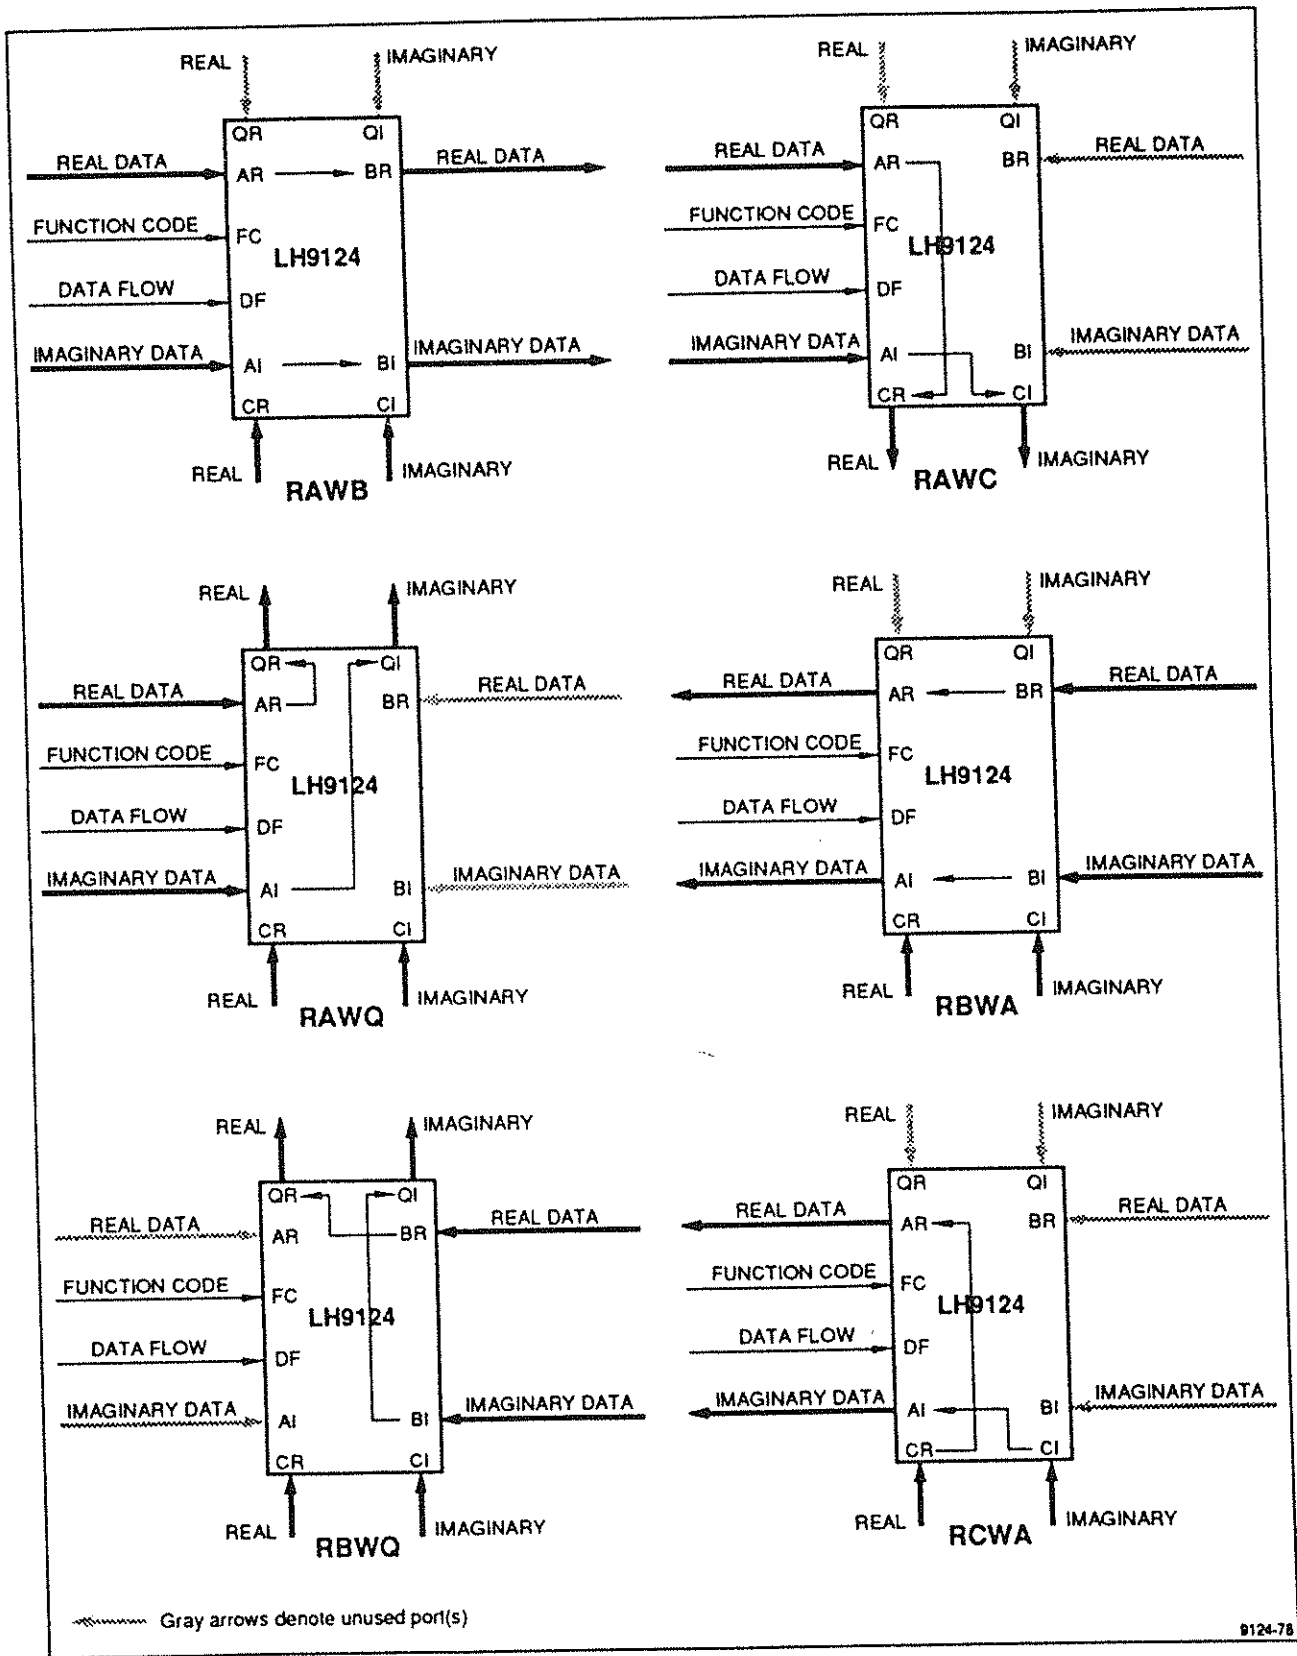 REAL IMAGINARY
QR QI
REAL DATA AR BR REAL DATA
FUNCTION CODE FC
LH9124
DATA FLOW DF
IMAGINARY DATA AI BI IMAGINARY DATA
CR CI
REAL IMAGINARY
RAWB
REAL IMAGINARY
QR QI
REAL DATA AR BR REAL DATA
FUNCTION CODE FC
LH9124
DATA FLOW DF
IMAGINARY DATA AI BI IMAGINARY DATA
CR CI
REAL IMAGINARY
RAWC
REAL IMAGINARY
QR QI
REAL DATA AR BR REAL DATA
FUNCTION CODE FC
LH9124
DATA FLOW DF
IMAGINARY DATA AI BI IMAGINARY DATA
CR CI
REAL IMAGINARY
RAWQ
REAL IMAGINARY
QR QI
REAL DATA AR BR REAL DATA
FUNCTION CODE FC
LH9124
DATA FLOW DF
IMAGINARY DATA AI BI IMAGINARY DATA
CR CI
REAL IMAGINARY
RBWA
REAL IMAGINARY
QR QI
REAL DATA AR BR REAL DATA
FUNCTION CODE FC
LH9124
DATA FLOW DF
IMAGINARY DATA AI BI IMAGINARY DATA
CR CI
REAL IMAGINARY
RBWQ
REAL IMAGINARY
QR QI
REAL DATA AR BR REAL DATA
FUNCTION CODE FC
LH9124
DATA FLOW DF
IMAGINARY DATA AI BI IMAGINARY DATA
CR CI
REAL IMAGINARY
RCWA
Gray arrows denote unused port(s)
9124-78